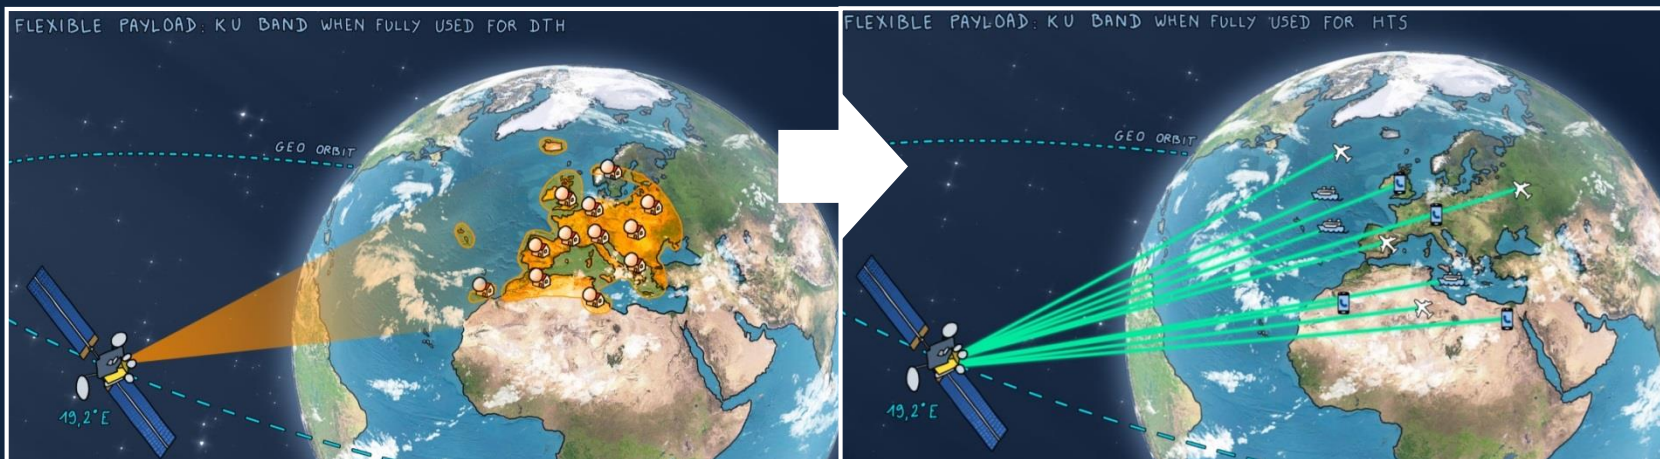 FLEXIBLE PAYLOAD: KU BAND WHEN FULLY USED FOR DTH
GEO ORBIT
19,2°E
FLEXIBLE PAYLOAD: KU BAND WHEN FULLY USED FOR HTS
GEO ORBIT
19,2°E